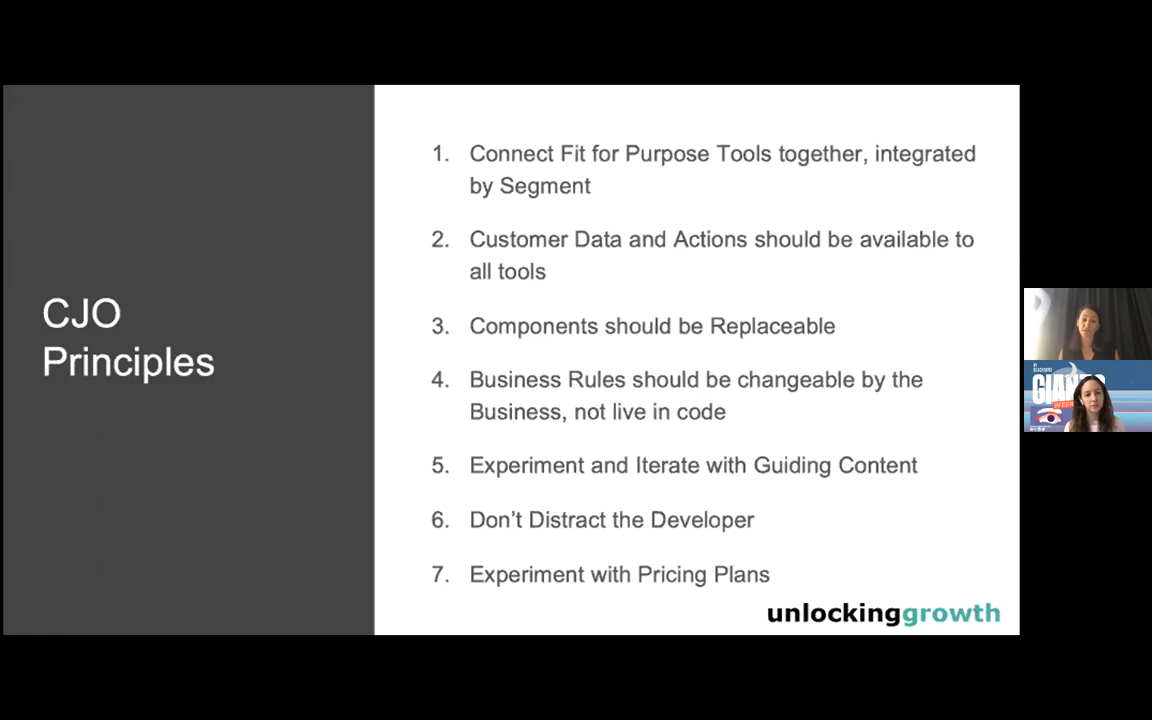 CJO
Principles
1. Connect Fit for Purpose Tools together, integrated
by Segment
2. Customer Data and Actions should be available to
all tools
3. Components should be Replaceable
4. Business Rules should be changeable by the
Business, not live in code
5. Experiment and Iterate with Guiding Content
6. Don't Distract the Developer
7. Experiment with Pricing Plans
unlockinggrowth